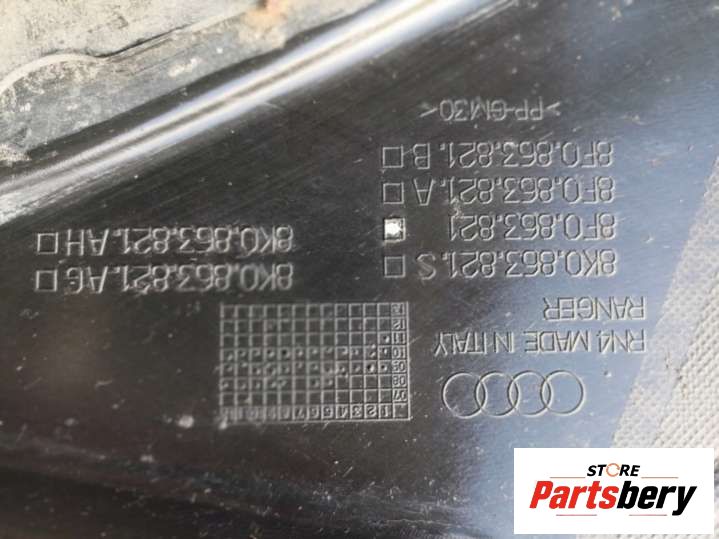 RN4 MADE IN ITALY
RANGER
8K0.863.821.S
8F0.863.821
8F0.863.821.A
8F0.863.821.B
>PP-GM30<
8K0.863.821.AG
8K0.863.821.AH
STORE
Partsbery